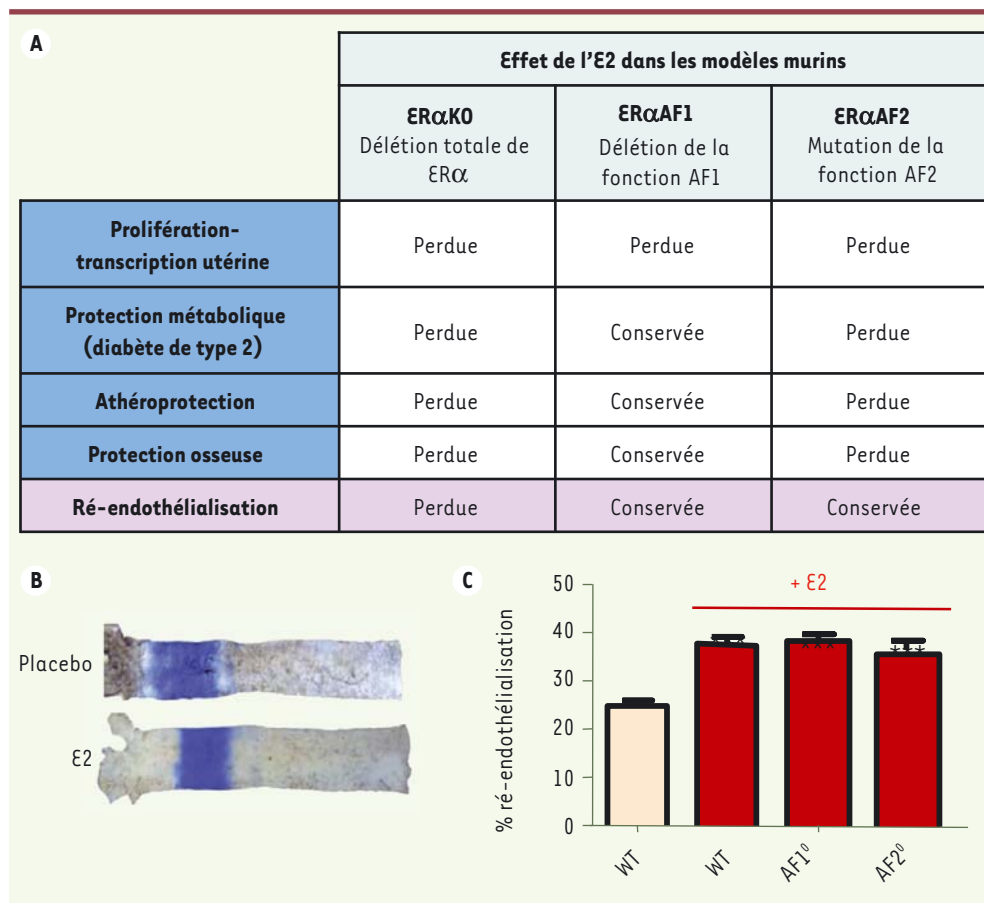 A
Effet de l'E2 dans les modèles murins
ERαKO
Délétion totale de
ERα
ERαAF1
Délétion de la
fonction AF1
ERαAF2
Mutation de la
fonction AF2
Prolifération-
transcription utérine
Perdue
Perdue
Perdue
Protection métabolique
(diabète de type 2)
Perdue
Conservée
Perdue
Athéroprotection
Perdue
Conservée
Perdue
Protection osseuse
Perdue
Conservée
Perdue
Ré-endothélialisation
Perdue
Conservée
Conservée
B
Placebo
E2
C
% ré-endothélialisation
50
40
30
20
10
0
+ E2
***
***
***
WT
WT
AF1⁰
AF2⁰